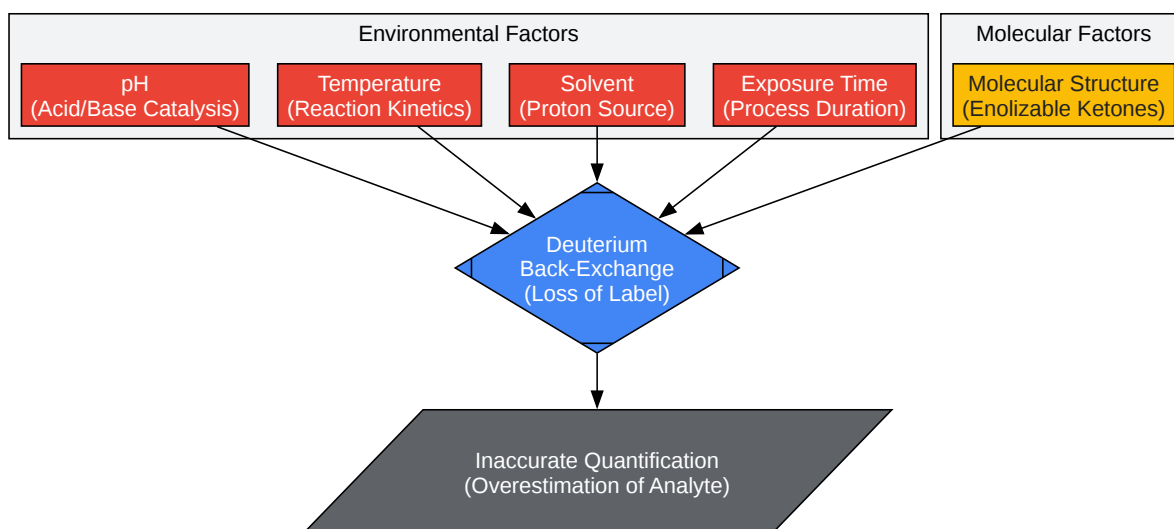 Environmental Factors
Molecular Factors
pH
(Acid/Base Catalysis)
Temperature
(Reaction Kinetics)
Solvent
(Proton Source)
Exposure Time
(Process Duration)
Molecular Structure
(Enolizable Ketones)
Deuterium
Back-Exchange
(Loss of Label)
Inaccurate Quantification
(Overestimation of Analyte)